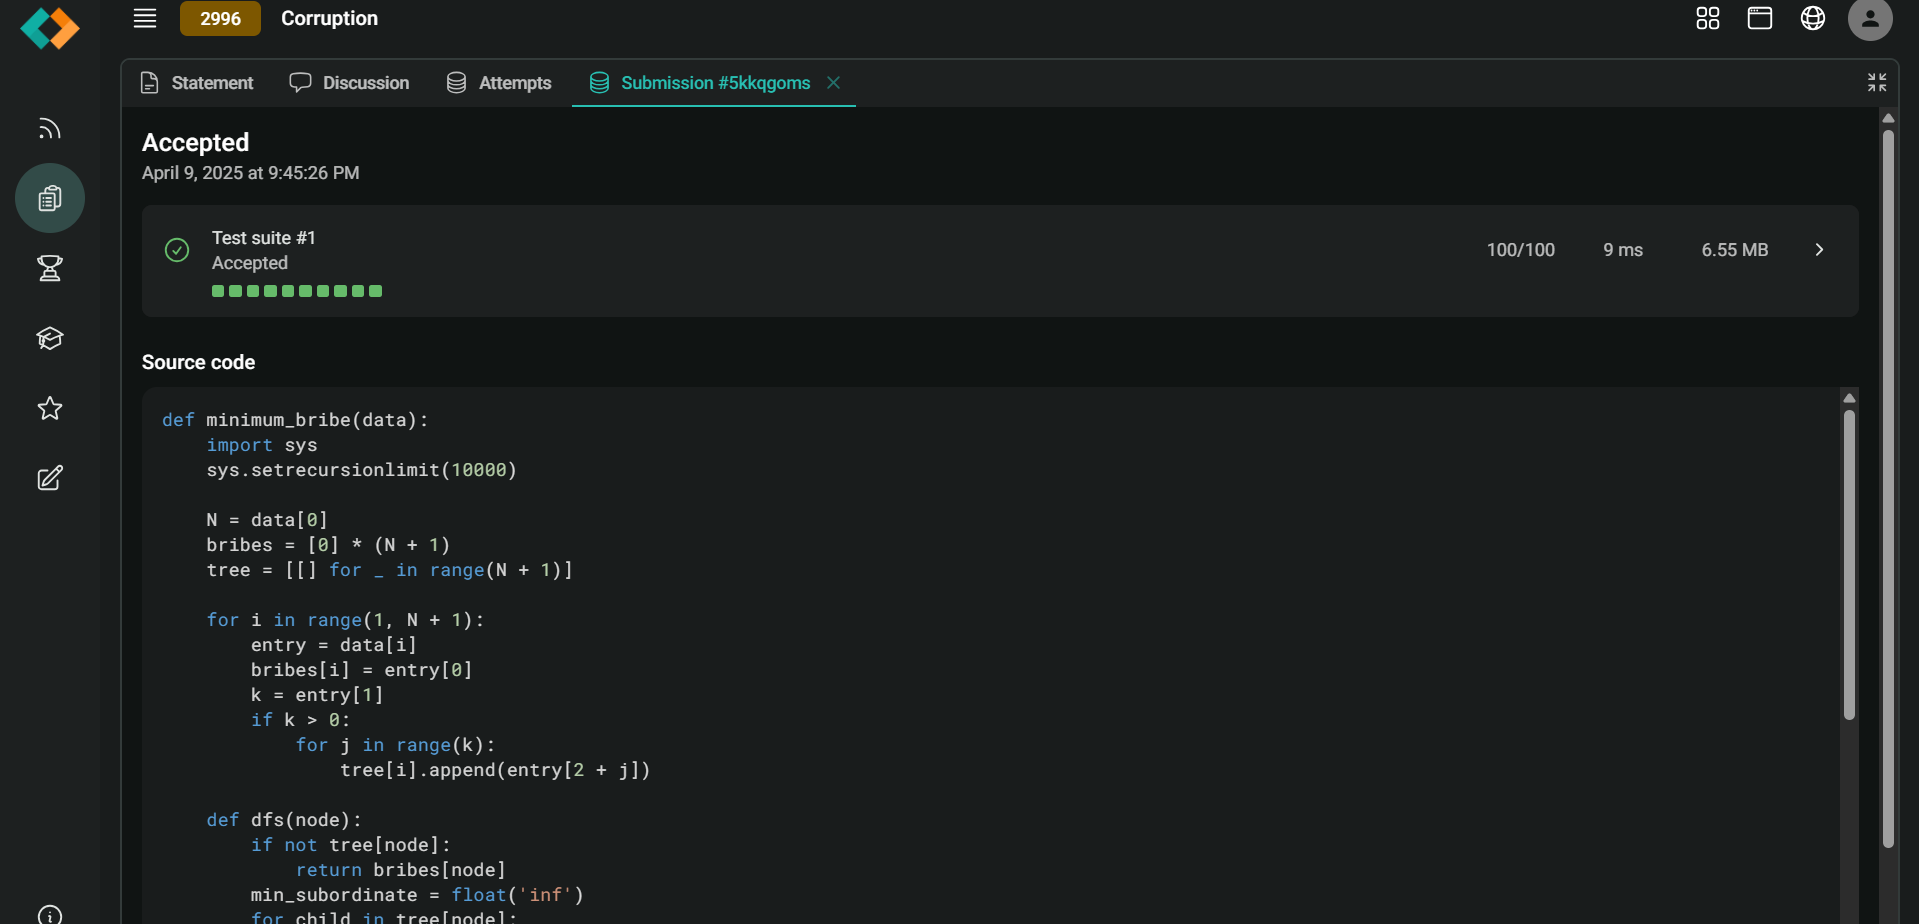 2996 Corruption
Statement Discussion Attempts Submission #5kkqgoms
Accepted
April 9, 2025 at 9:45:26 PM
Test suite #1
Accepted
100/100 9 ms 6.55 MB
Source code
def minimum_bribe(data):
    import sys
    sys.setrecursionlimit(10000)
    N = data[0]
    bribes = [0] * (N + 1)
    tree = [[] for _ in range(N + 1)]
    for i in range(1, N + 1):
        entry = data[i]
        bribes[i] = entry[0]
        k = entry[1]
        if k > 0:
            for j in range(k):
                tree[i].append(entry[2 + j])
    def dfs(node):
        if not tree[node]:
            return bribes[node]
        min_subordinate = float('inf')
        for child in tree[node]: